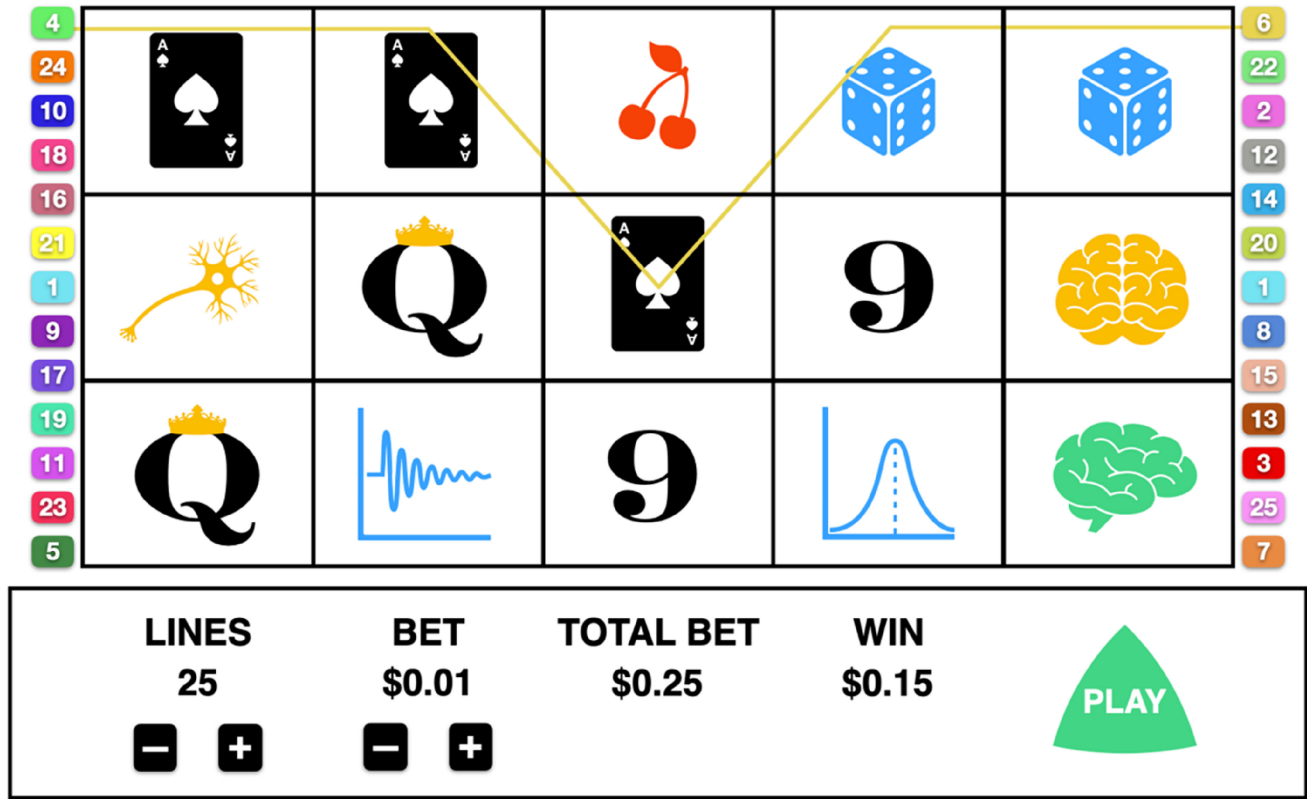 4 A A 6
24 22
10 2
18 12
A A
16 14
21 A 20
1 Q 9 1
9 8
A
17 15
19 13
11 Q 9 3
23 25
5 7
LINES BET TOTAL BET WIN
25 $0.01 $0.25 $0.15
PLAY
− + − +